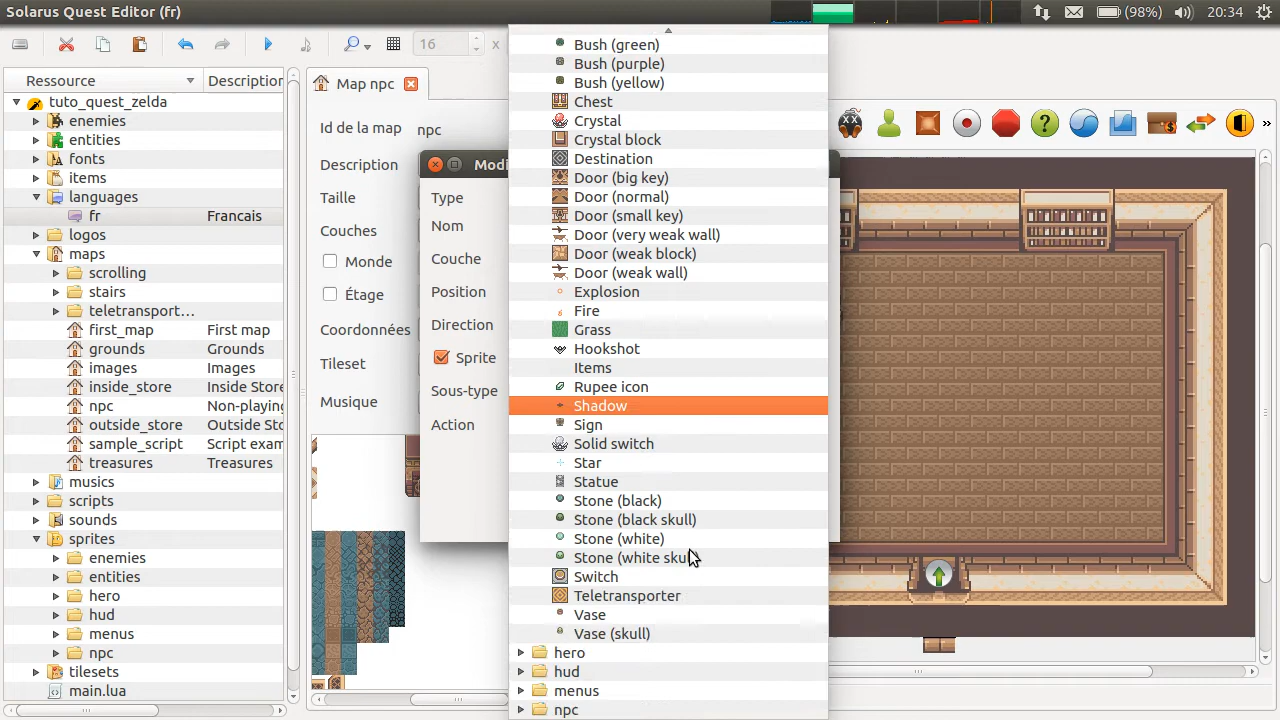 Solarus Quest Editor (fr)
(98%)
20:34
16
x
»
Ressource
Description
tuto_quest_zelda
enemies
entities
fonts
items
languages
fr Francais
logos
maps
scrolling
stairs
teletransport...
first_map First map
grounds Grounds
images Images
inside_store Inside Store
npc Non-playing
outside_store Outside Sto
sample_script Script exam
treasures Treasures
musics
scripts
sounds
sprites
enemies
entities
hero
hud
menus
npc
tilesets
main.lua
Map npc
Id de la map npc
Description
Taille
Couches
Monde
Étage
Coordonnées
Tileset
Musique
Modi
Type
Nom
Couche
Position
Direction
Sprite
Sous-type
Action
Bush (green)
Bush (purple)
Bush (yellow)
Chest
Crystal
Crystal block
Destination
Door (big key)
Door (normal)
Door (small key)
Door (very weak wall)
Door (weak block)
Door (weak wall)
Explosion
Fire
Grass
Hookshot
Items
Rupee icon
Shadow
Sign
Solid switch
Star
Statue
Stone (black)
Stone (black skull)
Stone (white)
Stone (white skull)
Switch
Teletransporter
Vase
Vase (skull)
hero
hud
menus
npc